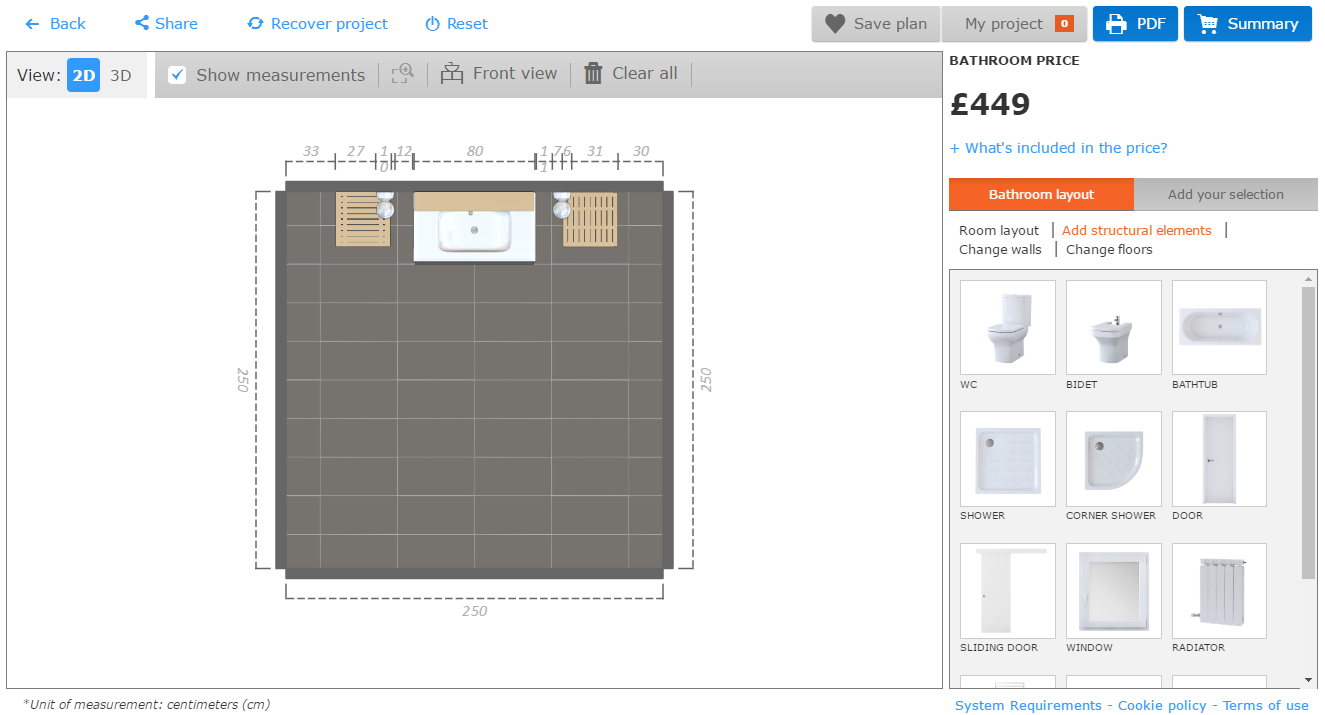 Back
Share
Recover project
Reset
Save plan
My project 0
PDF
Summary
View: 2D 3D
Show measurements
Front view
Clear all
33 27 10 12 80 11 7 6 31 30
250
250
250
*Unit of measurement: centimeters (cm)
BATHROOM PRICE
£449
+ What's included in the price?
Bathroom layout
Add your selection
Room layout | Add structural elements |
Change walls | Change floors
WC BIDET BATHTUB
SHOWER CORNER SHOWER DOOR
SLIDING DOOR WINDOW RADIATOR
System Requirements - Cookie policy - Terms of use